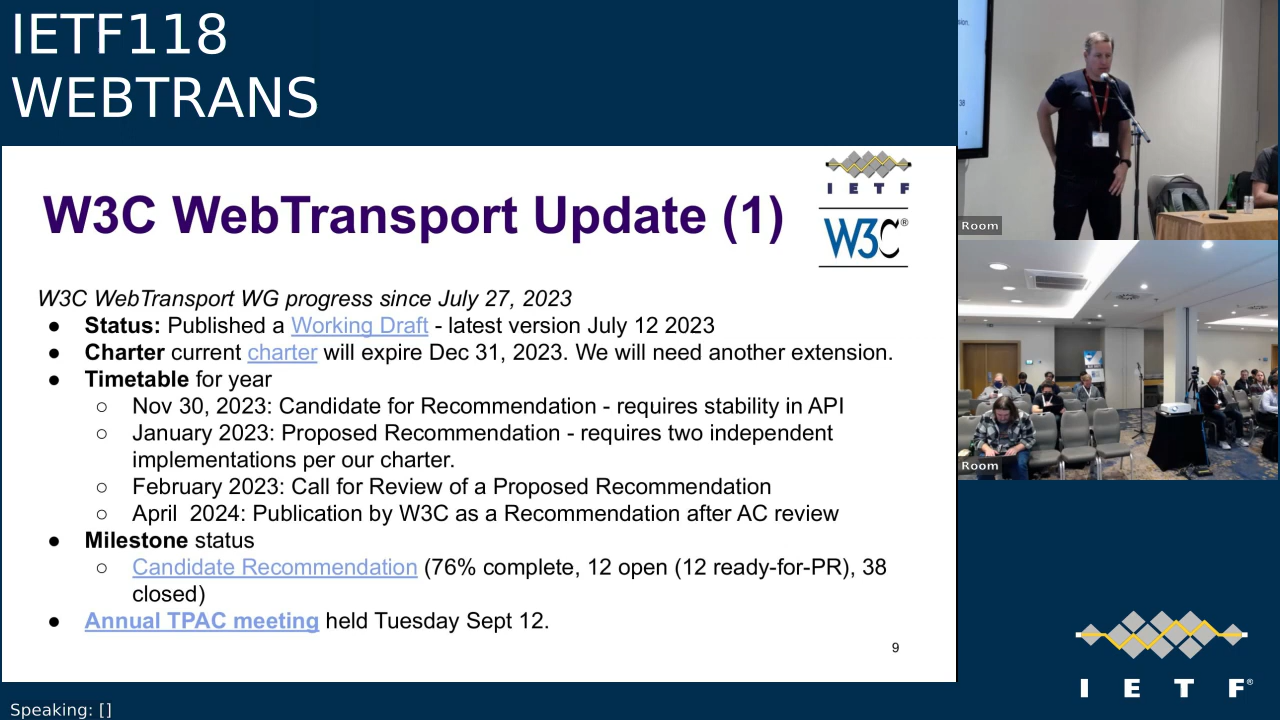 IETF118
WEBTRANS
W3C WebTransport Update (1)
I E T F
W3C®
W3C WebTransport WG progress since July 27, 2023
● Status: Published a Working Draft - latest version July 12 2023
● Charter current charter will expire Dec 31, 2023. We will need another extension.
● Timetable for year
○ Nov 30, 2023: Candidate for Recommendation - requires stability in API
○ January 2023: Proposed Recommendation - requires two independent
implementations per our charter.
○ February 2023: Call for Review of a Proposed Recommendation
○ April 2024: Publication by W3C as a Recommendation after AC review
● Milestone status
○ Candidate Recommendation (76% complete, 12 open (12 ready-for-PR), 38
closed)
● Annual TPAC meeting held Tuesday Sept 12.
9
Room
Room
I E T F®
Speaking: []